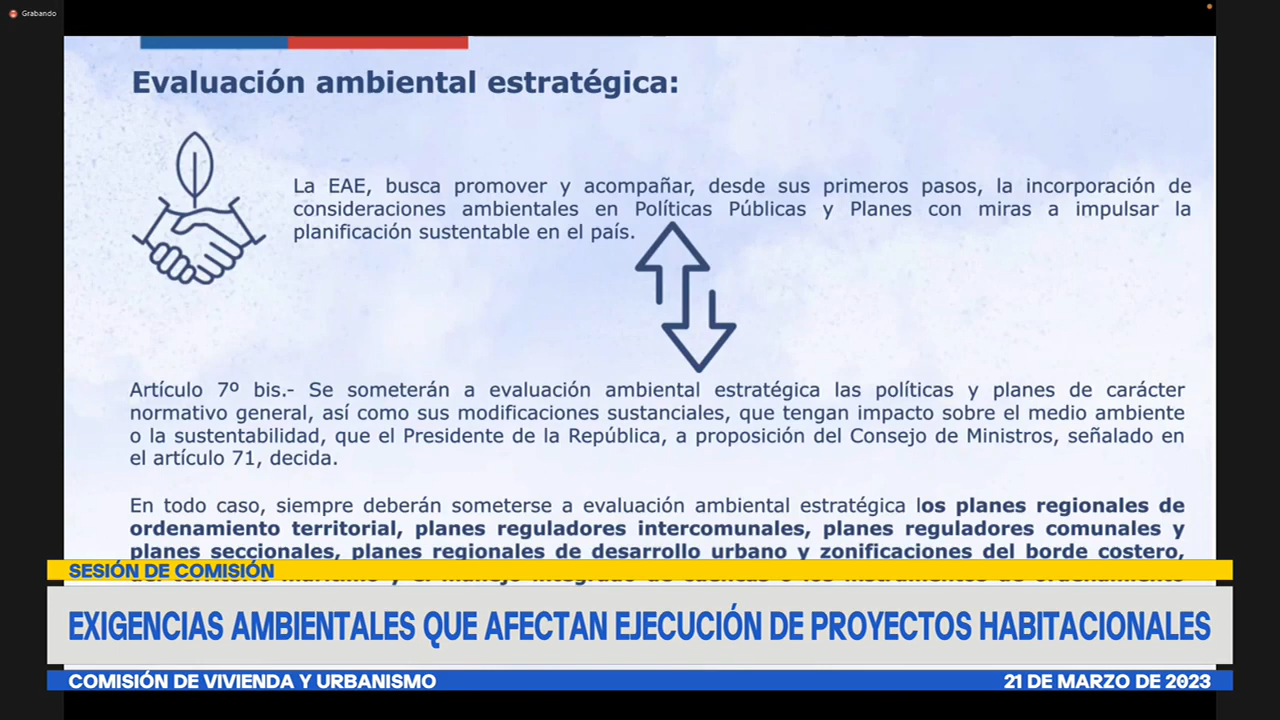 Grabando
Evaluación ambiental estratégica:
La EAE, busca promover y acompañar, desde sus primeros pasos, la incorporación de
consideraciones ambientales en Políticas Públicas y Planes con miras a impulsar la
planificación sustentable en el país.
Artículo 7º bis.- Se someterán a evaluación ambiental estratégica las políticas y planes de carácter
normativo general, así como sus modificaciones sustanciales, que tengan impacto sobre el medio ambiente
o la sustentabilidad, que el Presidente de la República, a proposición del Consejo de Ministros, señalado en
el artículo 71, decida.
En todo caso, siempre deberán someterse a evaluación ambiental estratégica los planes regionales de
ordenamiento territorial, planes reguladores intercomunales, planes reguladores comunales y
planes seccionales, planes regionales de desarrollo urbano y zonificaciones del borde costero,
SESIÓN DE COMISIÓN
EXIGENCIAS AMBIENTALES QUE AFECTAN EJECUCIÓN DE PROYECTOS HABITACIONALES
COMISIÓN DE VIVIENDA Y URBANISMO
21 DE MARZO DE 2023